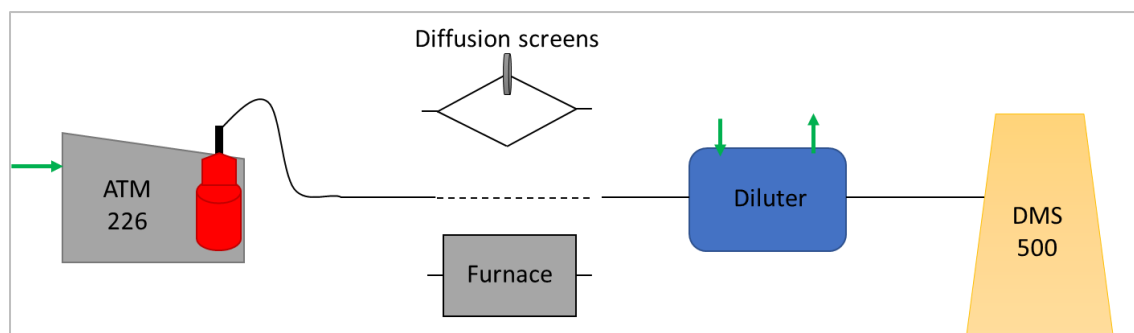 Diffusion screens
ATM
226
Diluter
DMS
500
Furnace